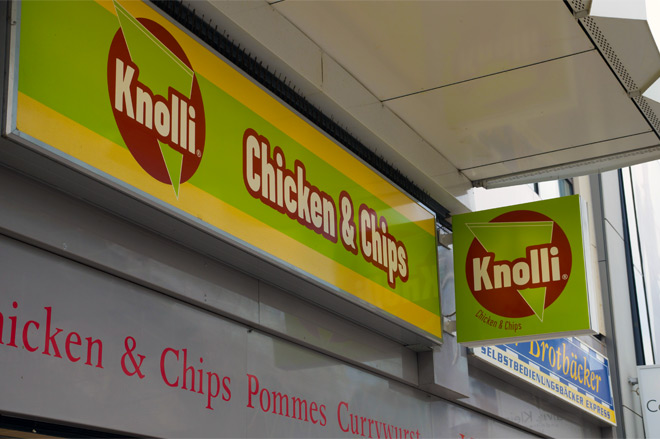 Knolli®
Chicken & Chips
Knolli®
Chicken & Chips
Brotbäcker
SELBSTBEDIENUNGSBÄCKER EXPRESS
hicken & Chips Pommes Currywurst